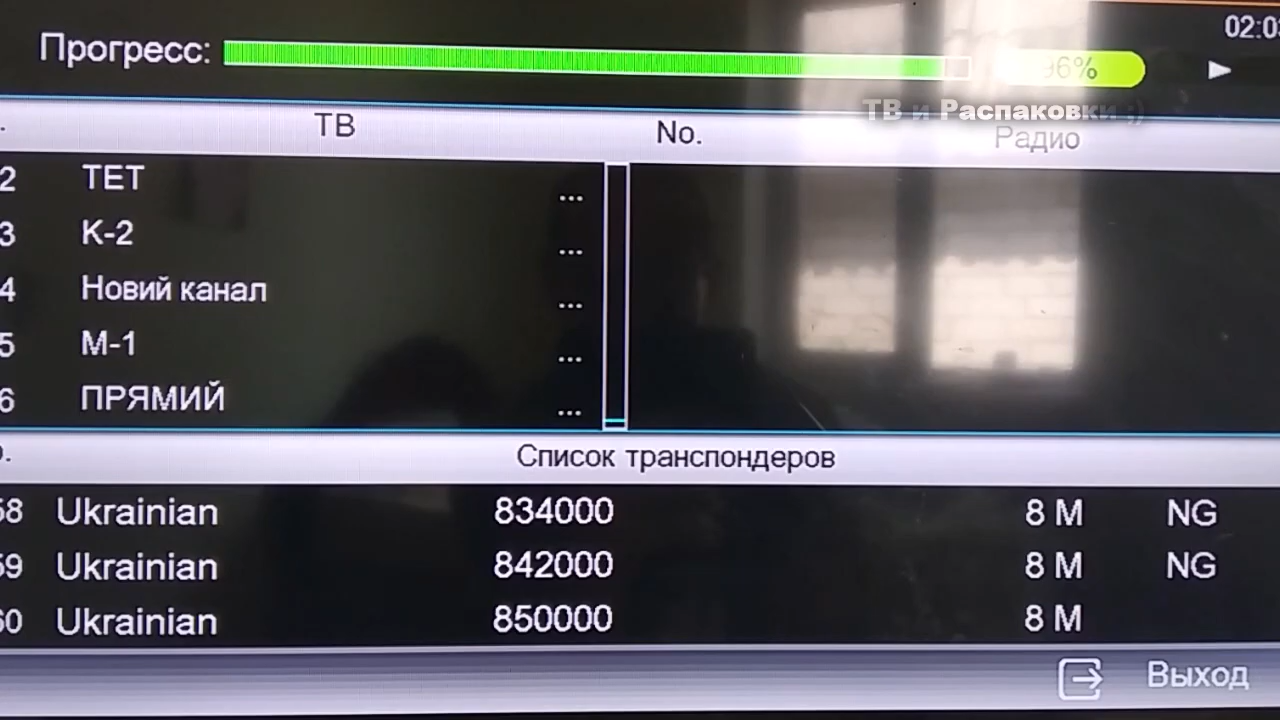 02:03
Прогресс: 96%
ТВ и Распаковки ;)
ТВ No. Радио
2 ТЕТ ...
3 К-2 ...
4 Новий канал ...
5 М-1 ...
6 ПРЯМИЙ ...
Список транспондеров
58 Ukrainian 834000 8 M NG
59 Ukrainian 842000 8 M NG
60 Ukrainian 850000 8 M
Выход